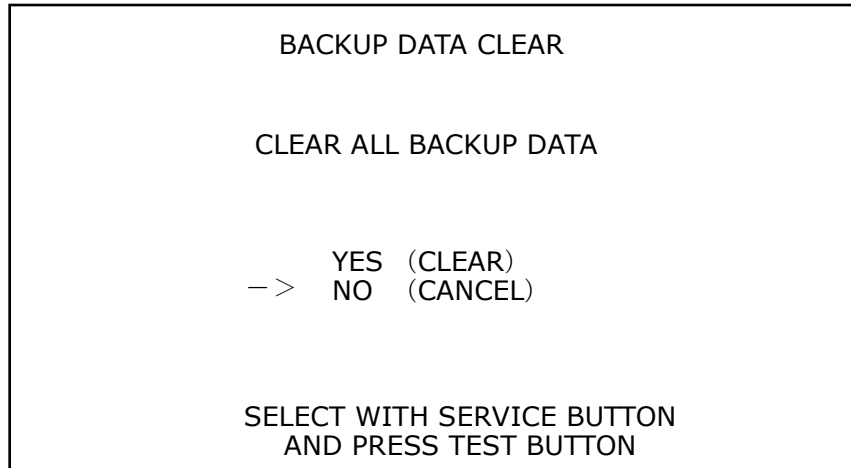 BACKUP DATA CLEAR
CLEAR ALL BACKUP DATA
YES （CLEAR）
－＞ NO （CANCEL）
SELECT WITH SERVICE BUTTON
AND PRESS TEST BUTTON